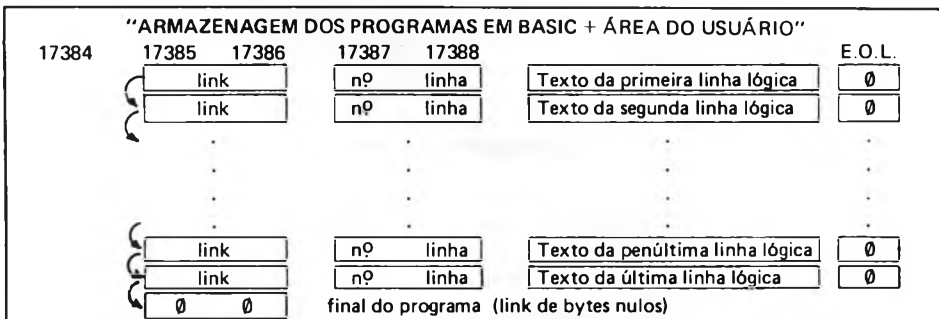 "ARMAZENAGEM DOS PROGRAMAS EM BASIC + ÁREA DO USUÁRIO"
17384 17385 17386 17387 17388 E.O.L.
link nº linha Texto da primeira linha lógica Ø
link nº linha Texto da segunda linha lógica Ø
link nº linha Texto da penúltima linha lógica Ø
link nº linha Texto da última linha lógica Ø
Ø Ø final do programa (link de bytes nulos)